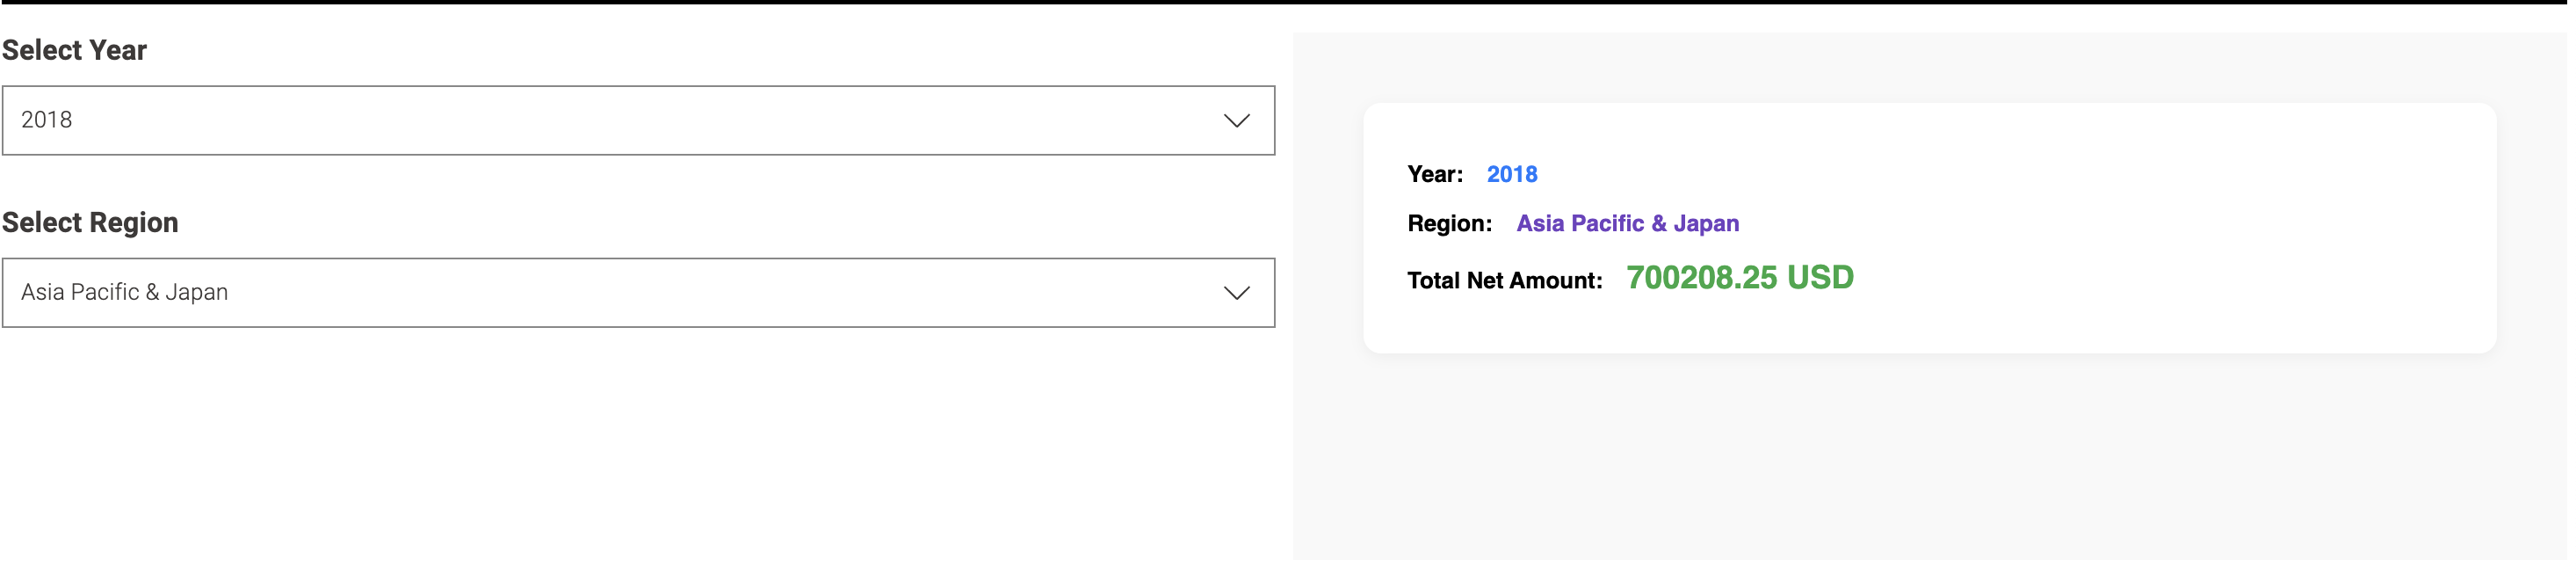 Select Year
2018
Select Region
Asia Pacific & Japan
Year: 2018
Region: Asia Pacific & Japan
Total Net Amount: 700208.25 USD